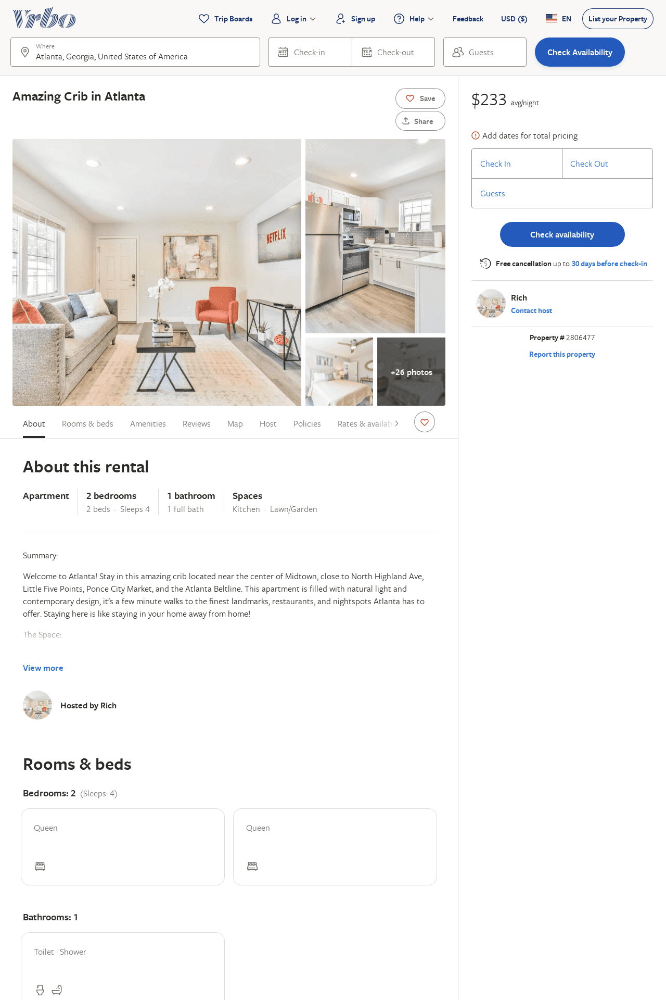 Vrbo
Trip Boards
Log in
Sign up
Help
Feedback
USD ($)
EN
List your Property
Where
Atlanta, Georgia, United States of America
Check-in
Check-out
Guests
Check Availability
Amazing Crib in Atlanta
Save
Share
NETFLIX
+26 photos
$233 avg/night
Add dates for total pricing
Check In
Check Out
Guests
Check availability
Free cancellation up to 30 days before check-in
Rich
Contact host
Property # 2806477
Report this property
About
Rooms & beds
Amenities
Reviews
Map
Host
Policies
Rates & availab
About this rental
Apartment
2 bedrooms
2 beds · Sleeps 4
1 bathroom
1 full bath
Spaces
Kitchen · Lawn/Garden
Summary:
Welcome to Atlanta! Stay in this amazing crib located near the center of Midtown, close to North Highland Ave,
Little Five Points, Ponce City Market, and the Atlanta Beltline. This apartment is filled with natural light and
contemporary design, it's a few minute walks to the finest landmarks, restaurants, and nightspots Atlanta has to
offer. Staying here is like staying in your home away from home!
The Space:
View more
Hosted by Rich
Rooms & beds
Bedrooms: 2 (Sleeps: 4)
Queen
Queen
Bathrooms: 1
Toilet · Shower